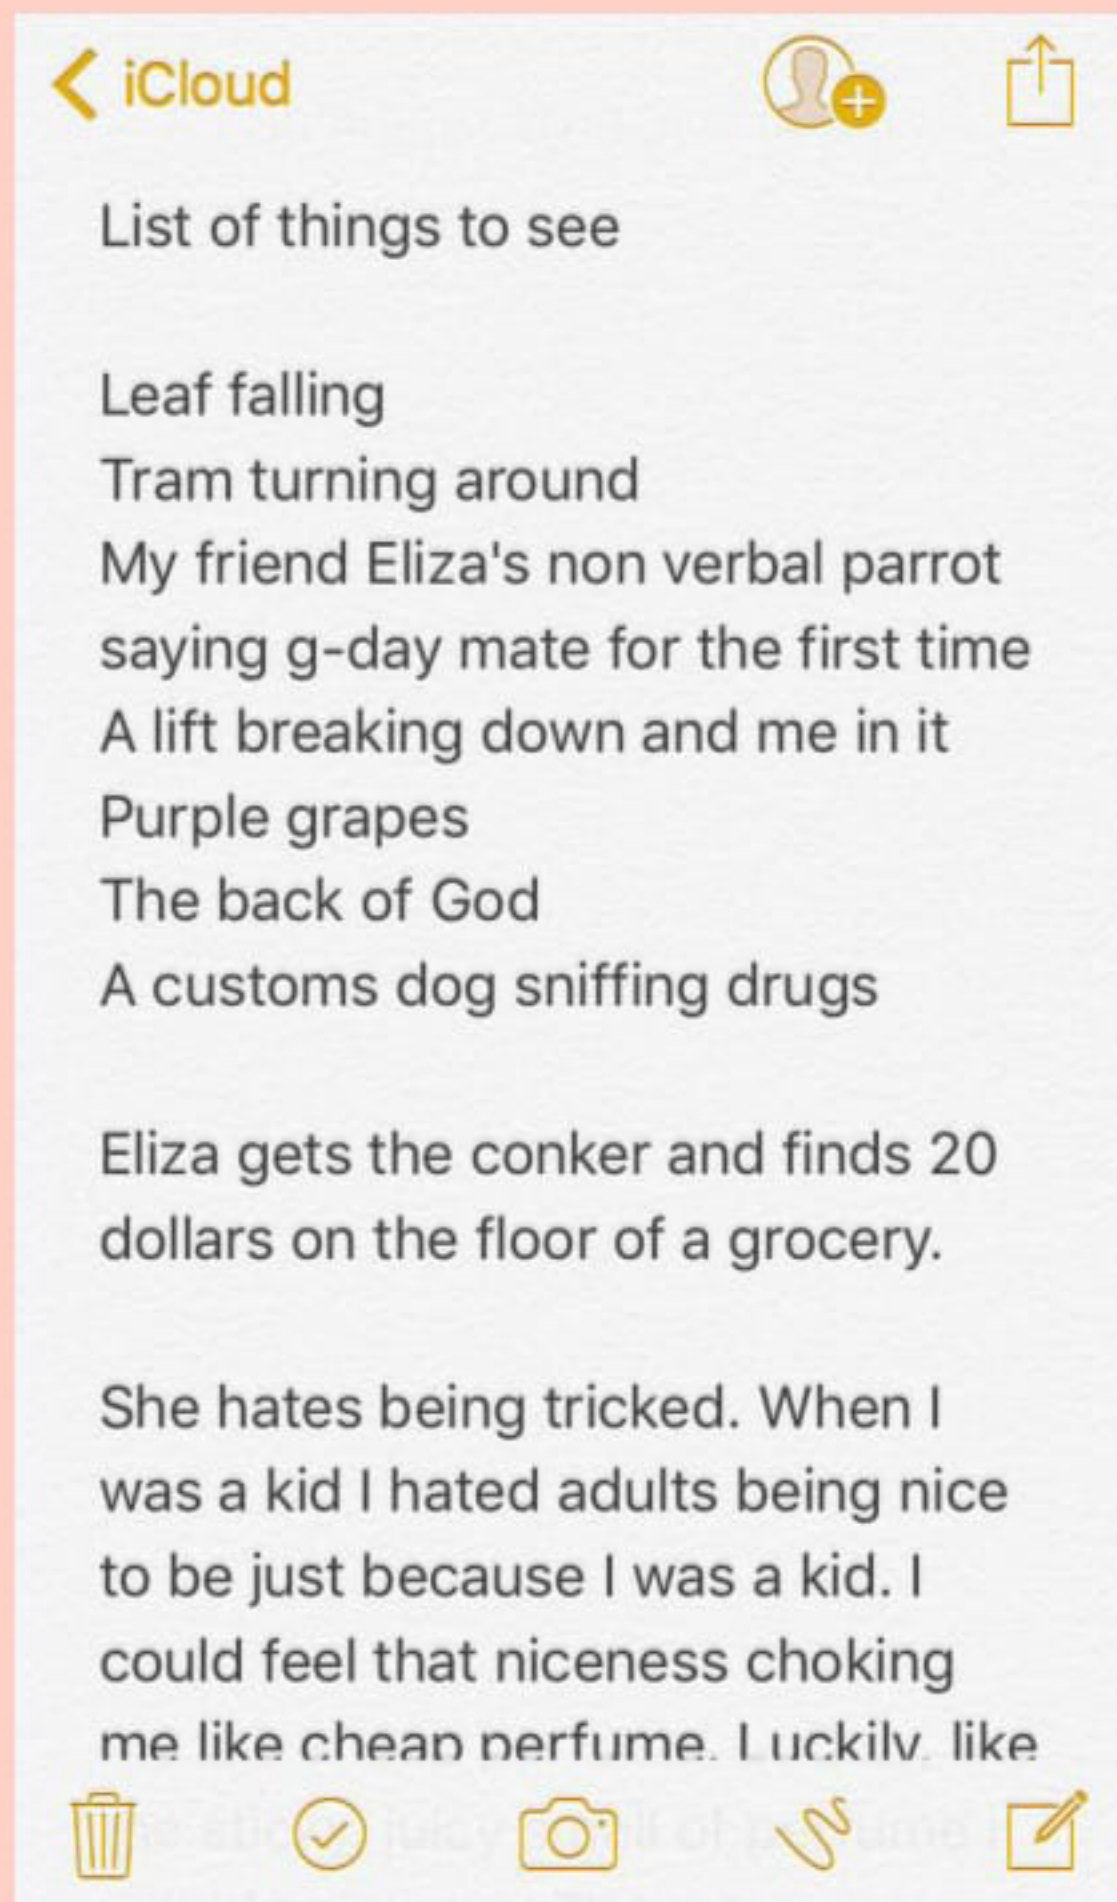 iCloud
List of things to see
Leaf falling
Tram turning around
My friend Eliza's non verbal parrot
saying g-day mate for the first time
A lift breaking down and me in it
Purple grapes
The back of God
A customs dog sniffing drugs
Eliza gets the conker and finds 20
dollars on the floor of a grocery.
She hates being tricked. When I
was a kid I hated adults being nice
to be just because I was a kid. I
could feel that niceness choking
me like cheap perfume. Luckily, like